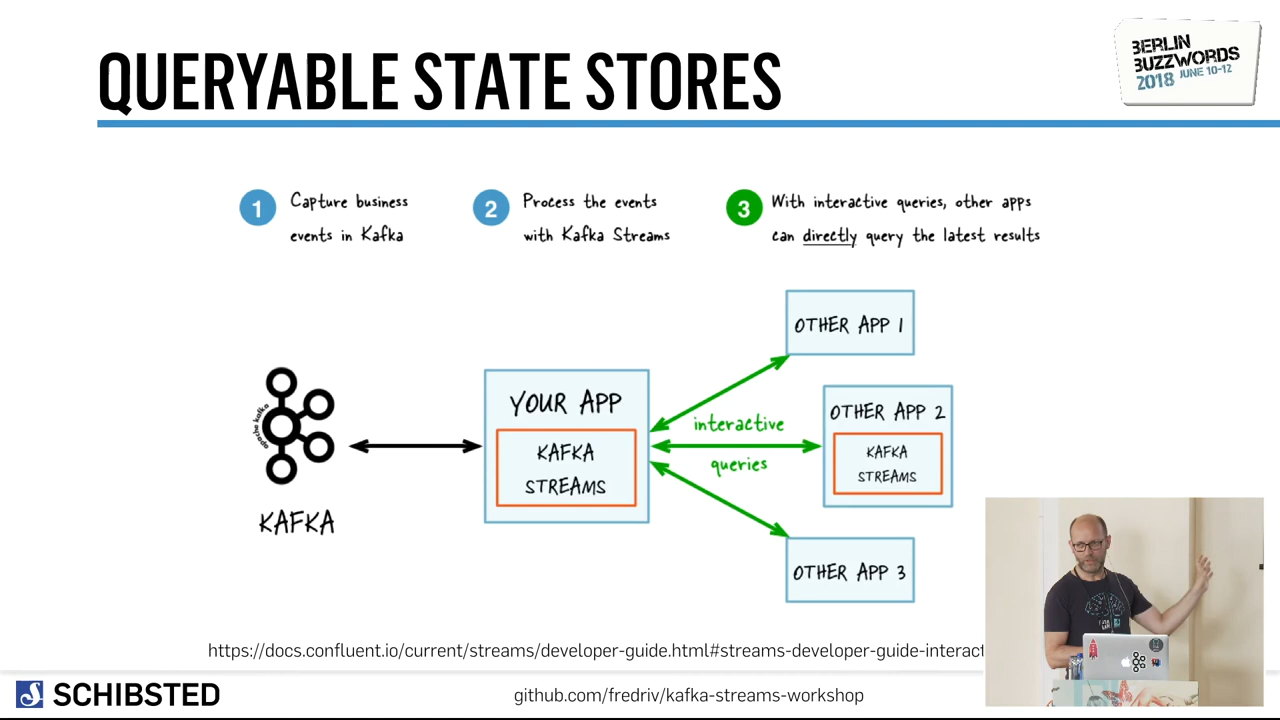 QUERYABLE STATE STORES
BERLIN
BUZZWORDS
2018 JUNE 10-12
1
Capture business
events in Kafka
2
Process the events
with Kafka Streams
3
With interactive queries, other apps
can directly query the latest results
apache kafka
KAFKA
YOUR APP
KAFKA
STREAMS
interactive
queries
OTHER APP 1
OTHER APP 2
KAFKA
STREAMS
OTHER APP 3
https://docs.confluent.io/current/streams/developer-guide.html#streams-developer-guide-interact
SCHIBSTED
github.com/fredriv/kafka-streams-workshop